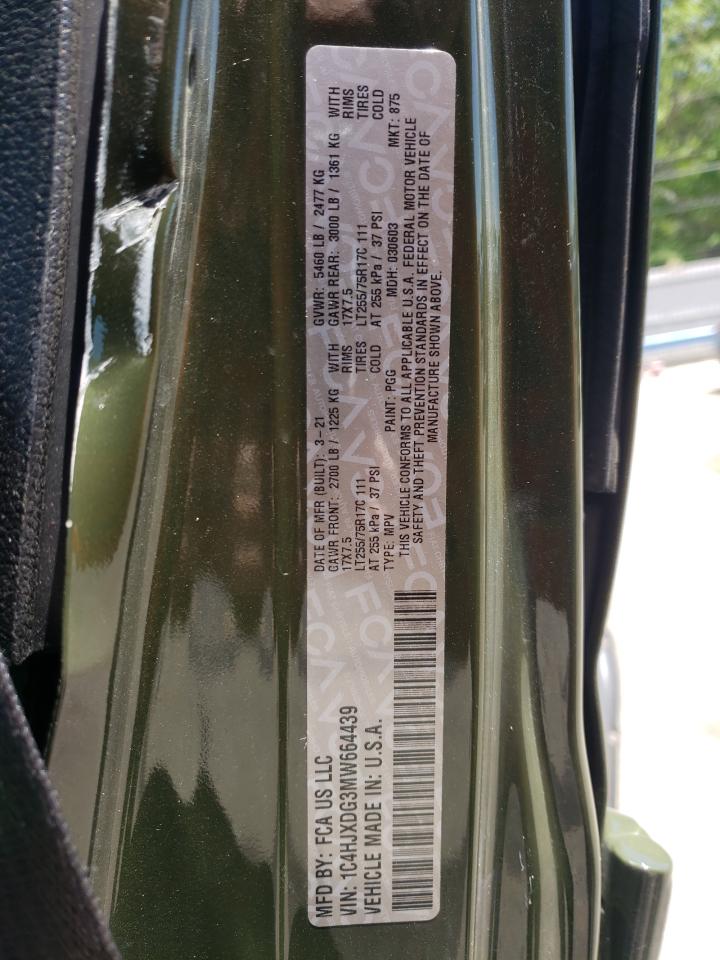 MFD BY: FCA US LLC
VIN: 1C4HJXDG3MW664439
VEHICLE MADE IN: U.S.A.
DATE OF MFR (BUILT): 3-21 GVWR: 5460 LB / 2477 KG
GAWR FRONT: 2700 LB / 1225 KG WITH GAWR REAR: 3000 LB / 1361 KG WITH
17X7.5 RIMS 17X7.5 RIMS
LT255/75R17C 111 TIRES LT255/75R17C 111 TIRES
AT 255 kPa / 37 PSI COLD AT 255 kPa / 37 PSI COLD
TYPE: MPV PAINT: PGG MDH: 030603 MKT: 875
THIS VEHICLE CONFORMS TO ALL APPLICABLE U.S.A. FEDERAL MOTOR VEHICLE
SAFETY AND THEFT PREVENTION STANDARDS IN EFFECT ON THE DATE OF
MANUFACTURE SHOWN ABOVE.